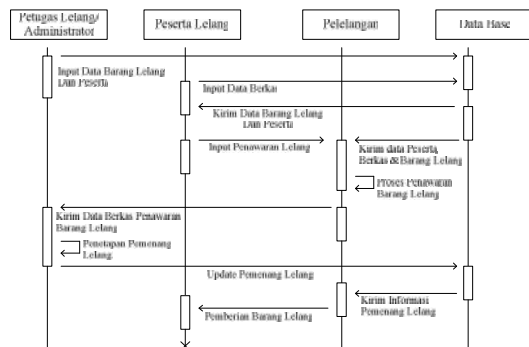 Petugas Lelang/
Administrator
Peserta Lelang
Pelelangan
Data Base
Input Data Barang Lelang
Dan Peserta
Input Data Berkas
Kirim Data Barang Lelang
Dan Peserta
Input Penawaran Lelang
Kirim data Peserta,
Berkas & Barang Lelang
Proses Penawaran
Barang Lelang
Kirim Data Berkas Penawaran
Barang Lelang
Penetapan Pemenang
Lelang
Update Pemenang Lelang
Kirim Informasi
Pemenang Lelang
Pemberian Barang Lelang